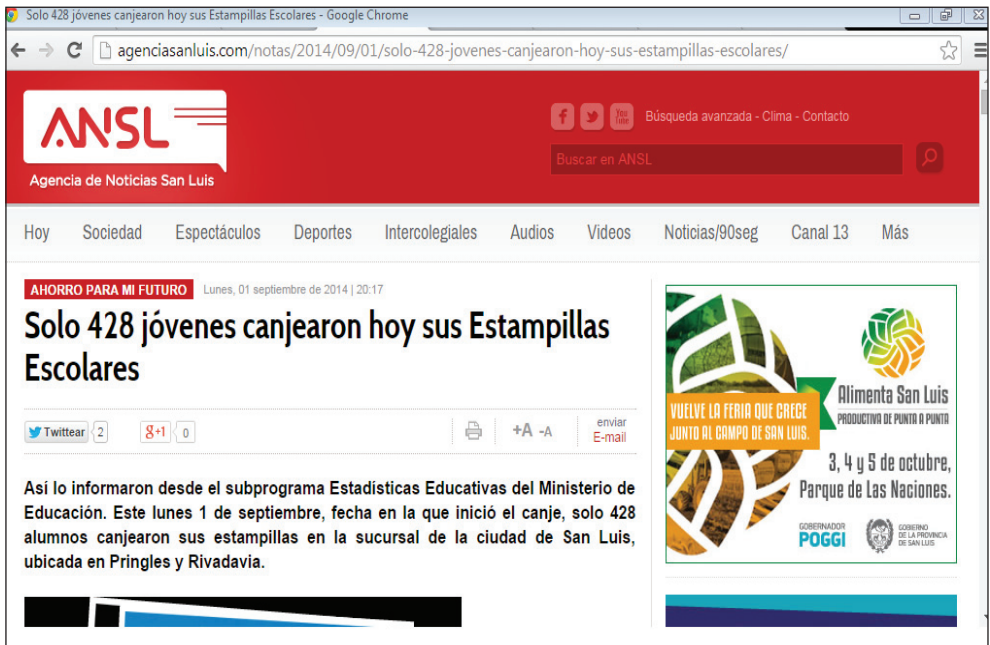 Solo 428 jóvenes canjearon hoy sus Estampillas Escolares - Google Chrome
agenciasanluis.com/notas/2014/09/01/solo-428-jovenes-canjearon-hoy-sus-estampillas-escolares/
ANSL
Agencia de Noticias San Luis
f You Tube Búsqueda avanzada - Clima - Contacto
Buscar en ANSL
Hoy Sociedad Espectáculos Deportes Intercolegiales Audios Videos Noticias/90seg Canal 13 Más
AHORRO PARA MI FUTURO Lunes, 01 septiembre de 2014 | 20:17
Solo 428 jóvenes canjearon hoy sus Estampillas
Escolares
Twittear 2 g+1 0 +A -A enviar
E-mail
Así lo informaron desde el subprograma Estadísticas Educativas del Ministerio de
Educación. Este lunes 1 de septiembre, fecha en la que inició el canje, solo 428
alumnos canjearon sus estampillas en la sucursal de la ciudad de San Luis,
ubicada en Pringles y Rivadavia.
VUELVE LA FERIA QUE CRECE
JUNTO AL CAMPO DE SAN LUIS.
Alimenta San Luis
PRODUCTIVA DE PUNTA A PUNTA
3, 4 y 5 de octubre,
Parque de Las Naciones.
GOBERNADOR
POGGI
GOBIERNO
DE LA PROVINCIA
DE SAN LUIS